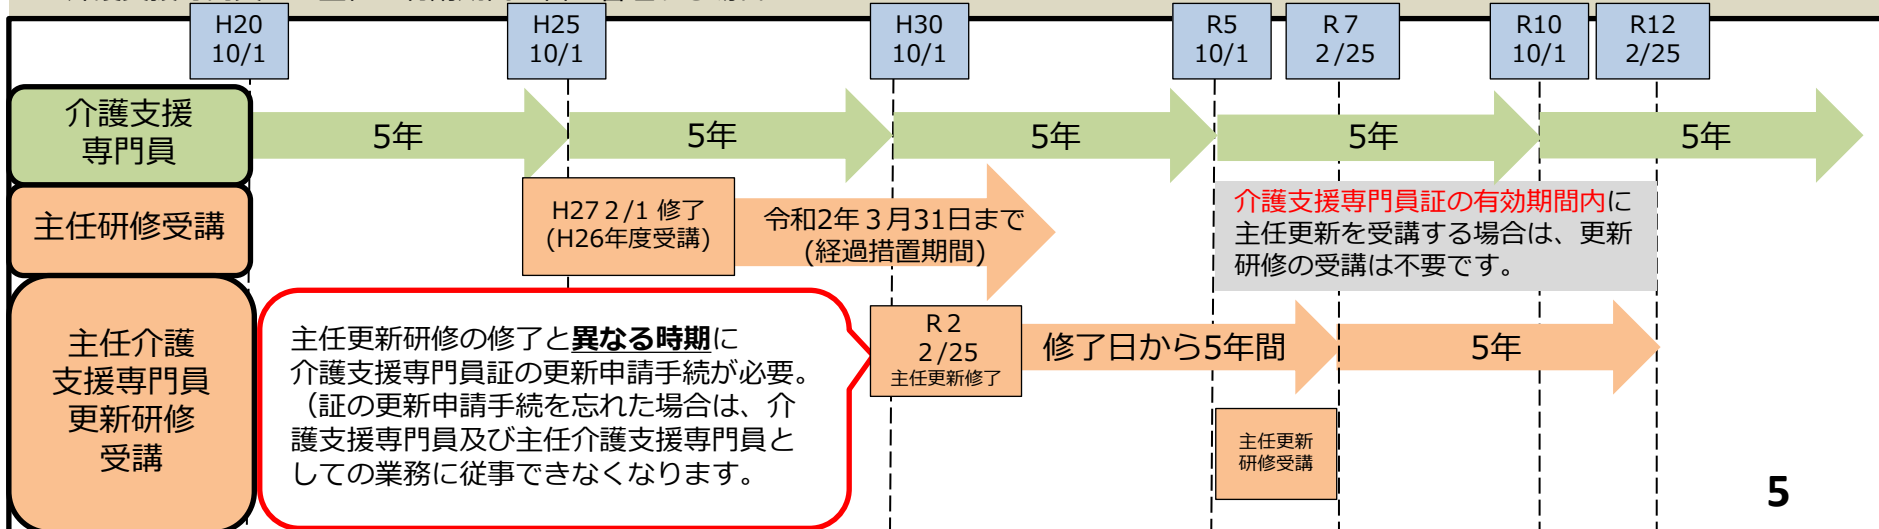 H20
10/1
H25
10/1
H30
10/1
R5
10/1
R 7
2 /25
R10
10/1
R12
2/25
介護支援
専門員
5年
5年
5年
5年
5年
主任研修受講
H27 2 /1 修了
(H26年度受講)
令和2年 3 月31日まで
(経過措置期間)
介護支援専門員証の有効期間内に
主任更新を受講する場合は、更新
研修の受講は不要です。
主任介護
支援専門員
更新研修
受講
主任更新研修の修了と異なる時期に
介護支援専門員証の更新申請手続が必要。
（証の更新申請手続を忘れた場合は、介
護支援専門員及び主任介護支援専門員と
しての業務に従事できなくなります。
R 2
2 /25
主任更新修了
修了日から5年間
5年
主任更新
研修受講
5